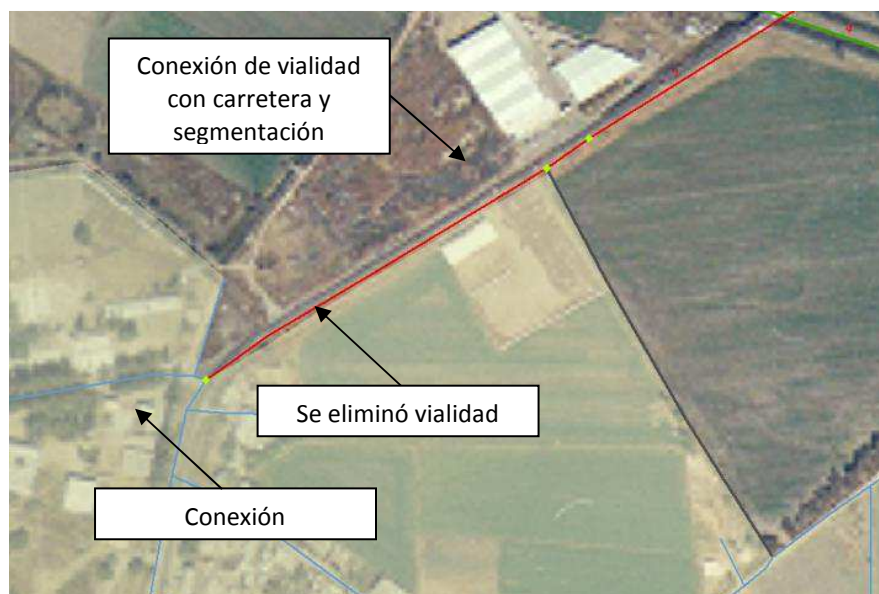 Conexión de vialidad
con carretera y
segmentación
Se eliminó vialidad
Conexión